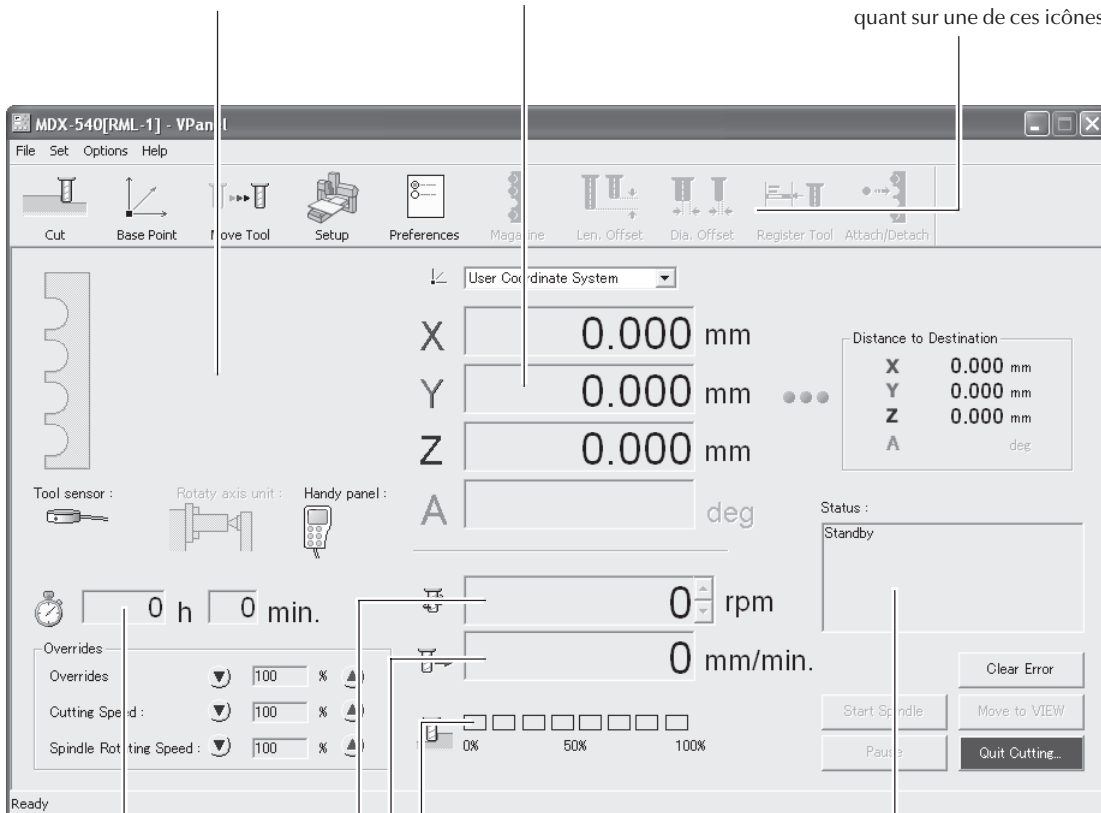 quant sur une de ces icônes
MDX-540[RML-1] - VPanel
File Set Options Help
Cut Base Point Move Tool Setup Preferences Magazine Len. Offset Dia. Offset Register Tool Attach/Detach
User Coordinate System
X 0.000 mm
Y 0.000 mm
Z 0.000 mm
A deg
Distance to Destination
X 0.000 mm
Y 0.000 mm
Z 0.000 mm
A deg
Tool sensor : Rotaty axis unit : Handy panel :
Status :
Standby
0 h 0 min.
0 rpm
0 mm/min.
Overrides
Overrides 100 %
Cutting Speed : 100 %
Spindle Rotating Speed : 100 %
0% 50% 100%
Clear Error
Start Spindle Move to VIEW
Pause Quit Cutting...
Ready